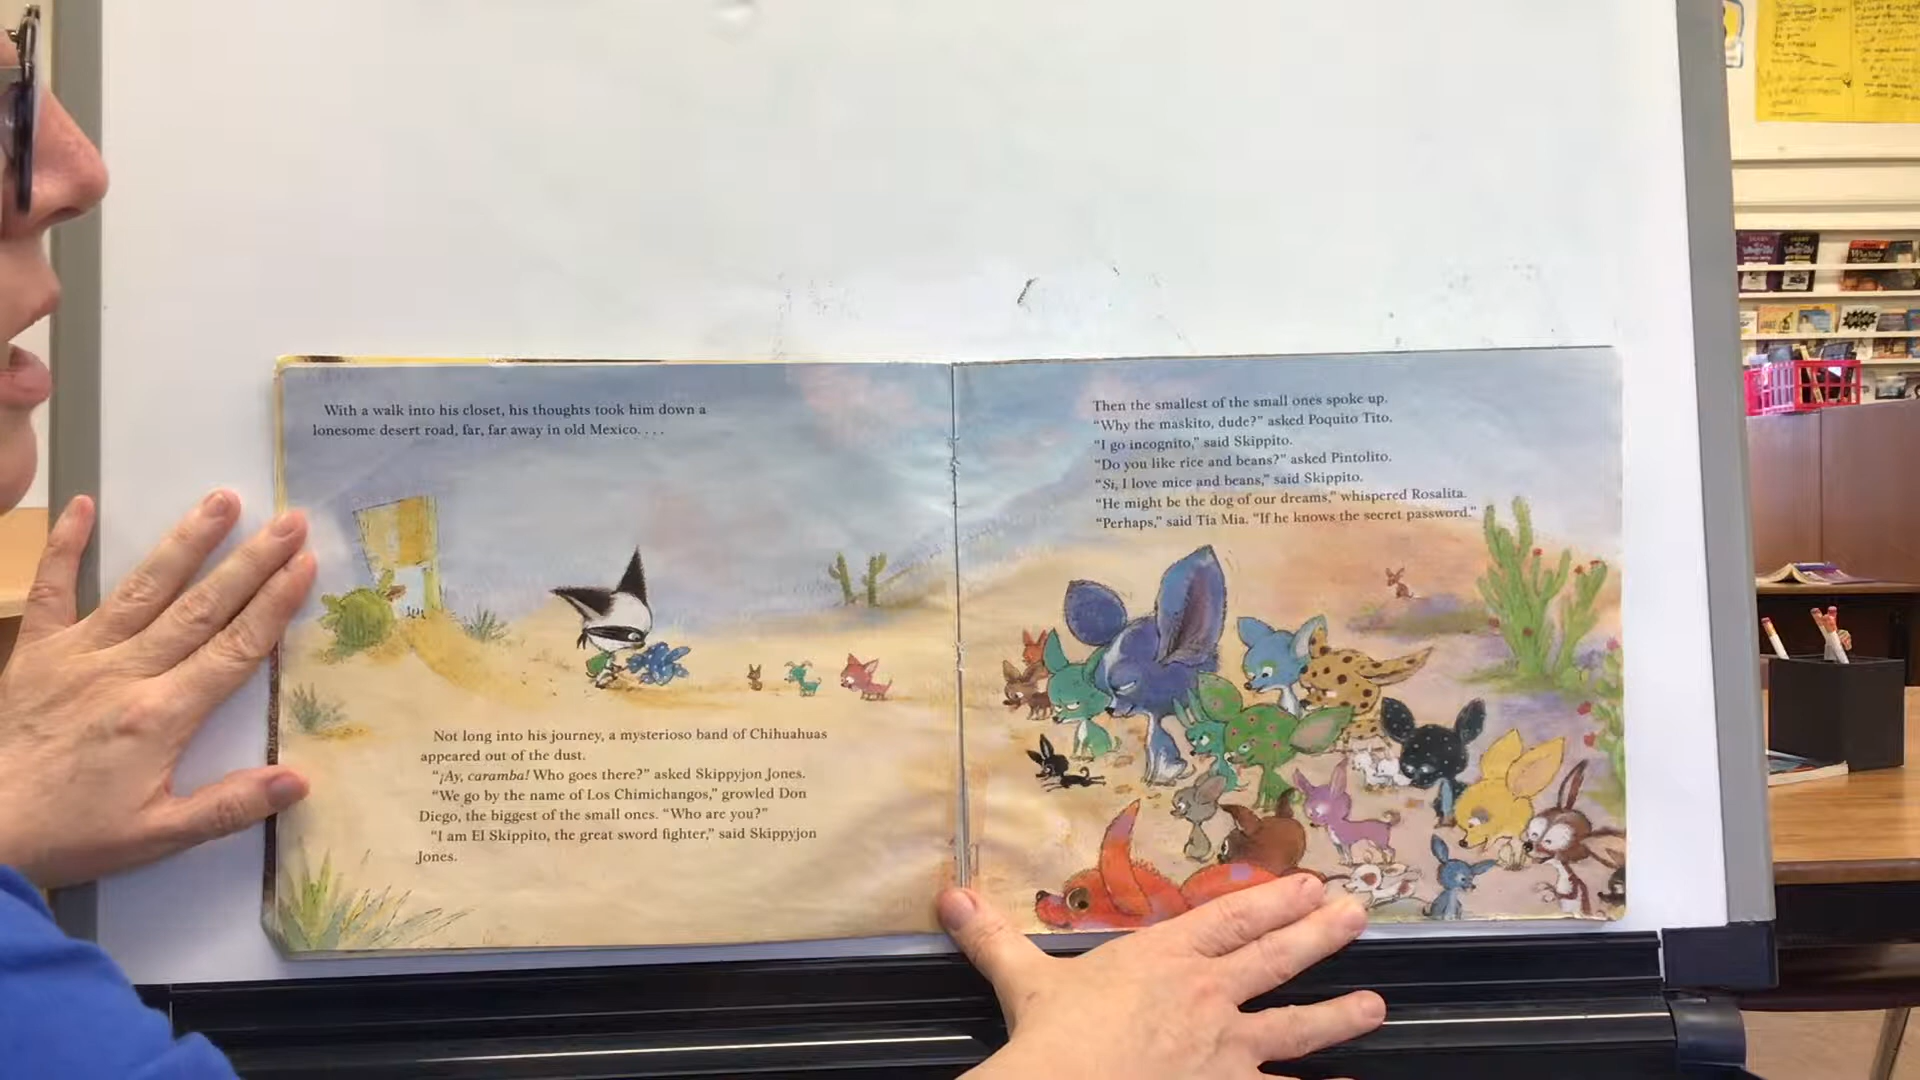 With a walk into his closet, his thoughts took him down a
lonesome desert road, far, far away in old Mexico. . . .
Not long into his journey, a mysterioso band of Chihuahuas
appeared out of the dust.
“¡Ay, caramba! Who goes there?” asked Skippyjon Jones.
“We go by the name of Los Chimichangos,” growled Don
Diego, the biggest of the small ones. “Who are you?”
“I am El Skippito, the great sword fighter,” said Skippyjon
Jones.
Then the smallest of the small ones spoke up.
“Why the maskito, dude?” asked Poquito Tito.
“I go incognito,” said Skippito.
“Do you like rice and beans?” asked Pintolito.
“Sí, I love mice and beans,” said Skippito.
“He might be the dog of our dreams,” whispered Rosalita.
“Perhaps,” said Tia Mia. “If he knows the secret password.”